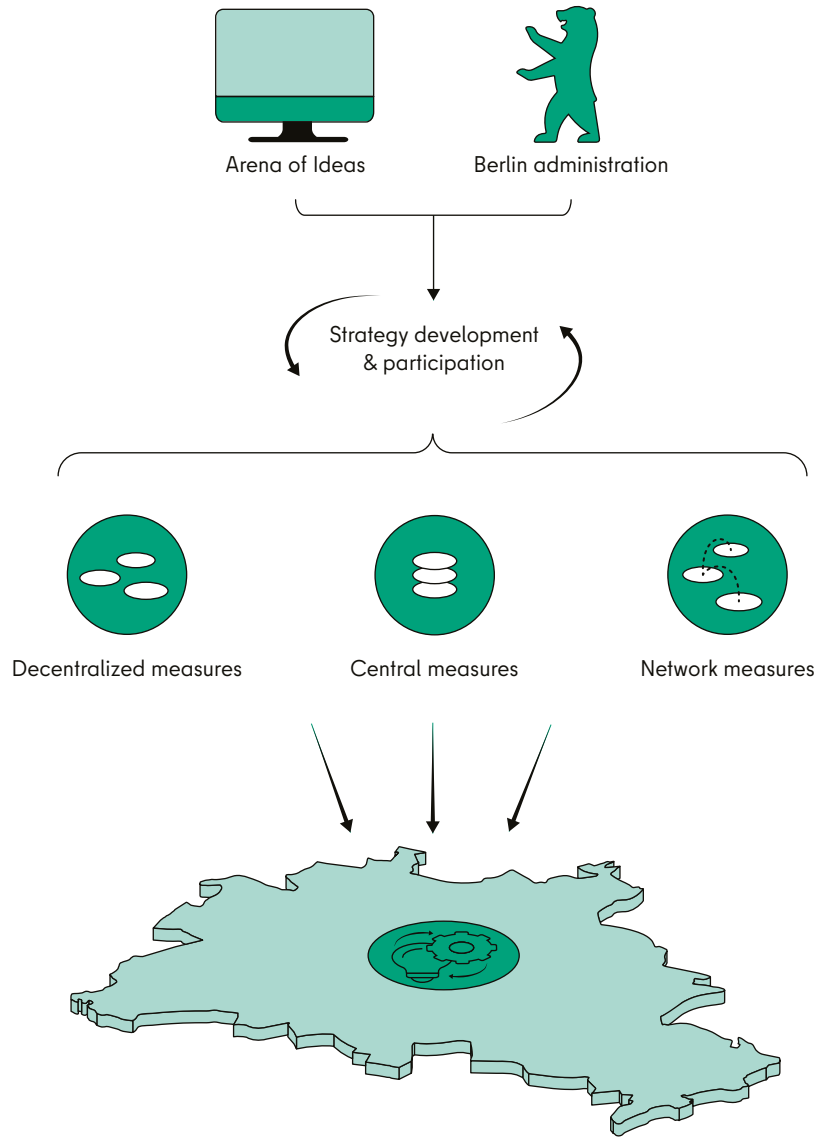 Arena of Ideas
Berlin administration
Strategy development
& participation
Decentralized measures
Central measures
Network measures